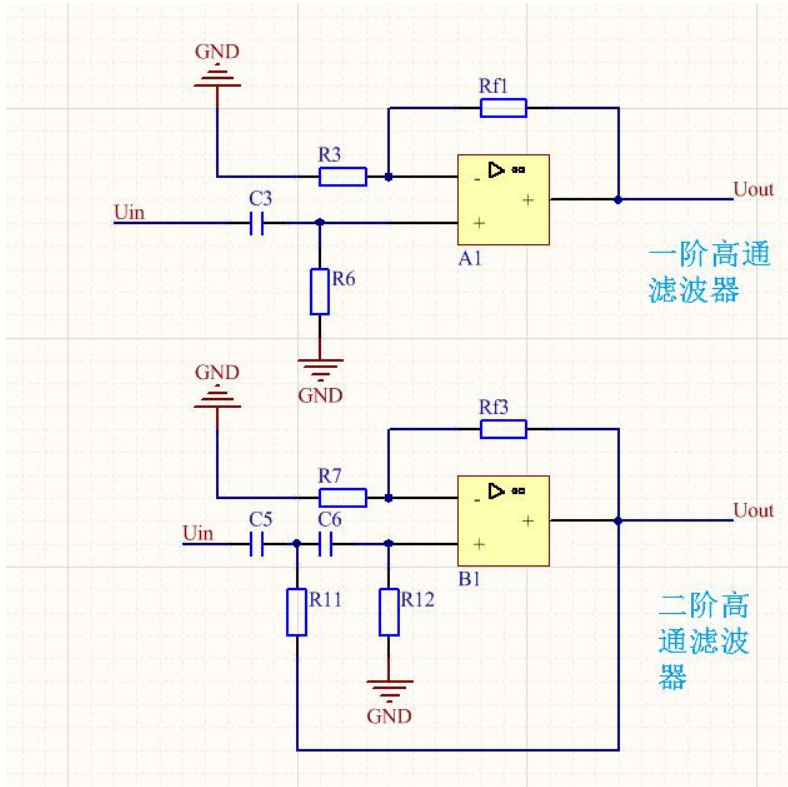 GND
Rf1
R3
-
+
Uout
Uin
C3
+
A1
R6
GND
一阶高通
滤波器
GND
Rf3
R7
-
+
Uout
Uin
C5
C6
+
B1
R11
R12
GND
二阶高
通滤波
器